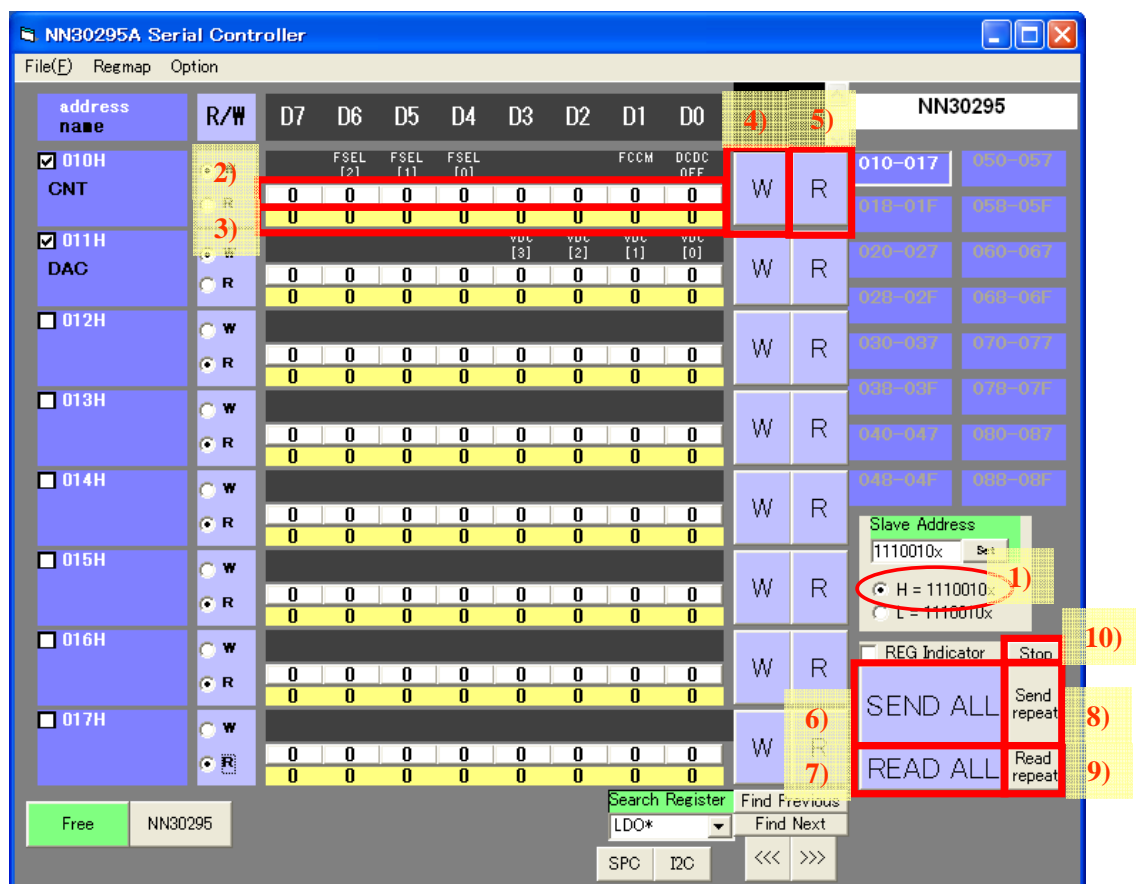 NN30295A Serial Controller
File(F) Regmap Option
address name R/W D7 D6 D5 D4 D3 D2 D1 D0 4) 5) NN30295
010H FSEL [2] FSEL [1] FSEL [0] FCCM DCDC OFF
CNT 2) W R
R 0 0 0 0 0 0 0 0
3) 0 0 0 0 0 0 0 0
011H VDC [3] VDC [2] VDC [1] VDC [0]
DAC W W R
R 0 0 0 0 0 0 0 0
0 0 0 0 0 0 0 0
012H
W W R
R 0 0 0 0 0 0 0 0
0 0 0 0 0 0 0 0
013H
W W R
R 0 0 0 0 0 0 0 0
0 0 0 0 0 0 0 0
014H
W W R
R 0 0 0 0 0 0 0 0
0 0 0 0 0 0 0 0
015H
W W R
R 0 0 0 0 0 0 0 0
0 0 0 0 0 0 0 0
016H
W W R
R 0 0 0 0 0 0 0 0
0 0 0 0 0 0 0 0
017H
W W R
R 0 0 0 0 0 0 0 0
0 0 0 0 0 0 0 0
010-017 050-057
018-01F 058-05F
020-027 060-067
028-02F 068-06F
030-037 070-077
038-03F 078-07F
040-047 080-087
048-04F 088-08F
Slave Address
1110010x Set
1)
H = 1110010x
L = 1110010x
REG Indicator Stop 10)
6) SEND ALL Send repeat 8)
7) READ ALL Read repeat 9)
Free NN30295
Search Register Find Previous
LDO* Find Next
SPC I2C <<< >>>